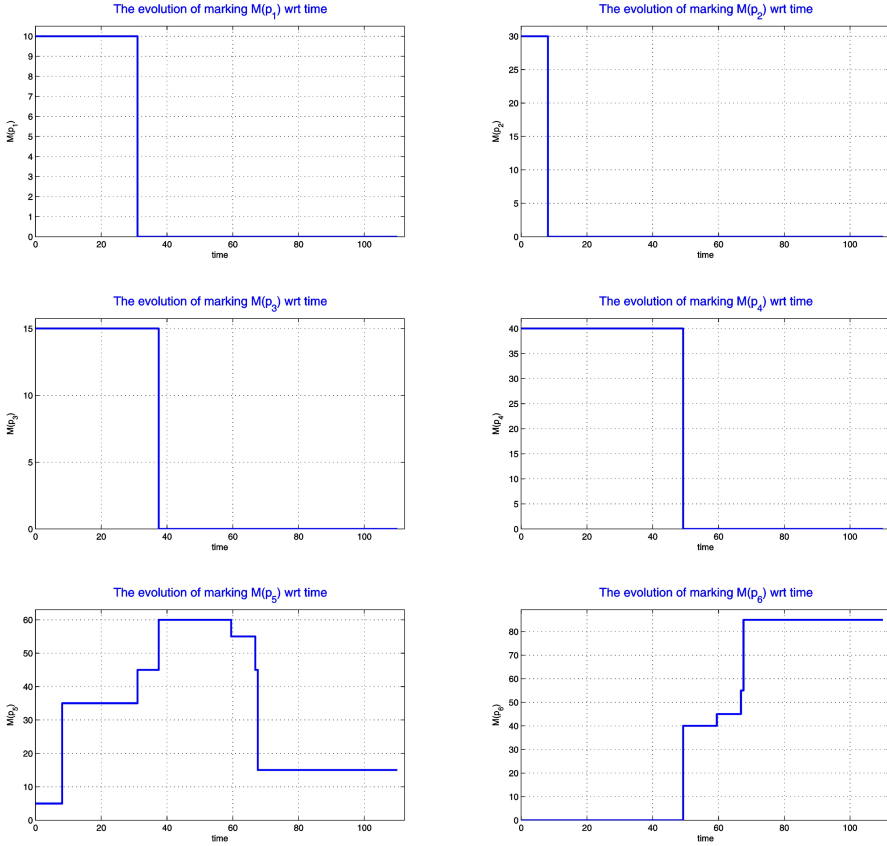 The evolution of marking M(p1) wrt time
M(p1)
10
9
8
7
6
5
4
3
2
1
0
0 20 40 60 80 100
time
The evolution of marking M(p2) wrt time
M(p2)
30
25
20
15
10
5
0
0 20 40 60 80 100
time
The evolution of marking M(p3) wrt time
M(p3)
15
10
5
0
0 20 40 60 80 100
time
The evolution of marking M(p4) wrt time
M(p4)
40
35
30
25
20
15
10
5
0
0 20 40 60 80 100
time
The evolution of marking M(p5) wrt time
M(p5)
60
50
40
30
20
10
0
0 20 40 60 80 100
time
The evolution of marking M(p6) wrt time
M(p6)
80
70
60
50
40
30
20
10
0
0 20 40 60 80 100
time